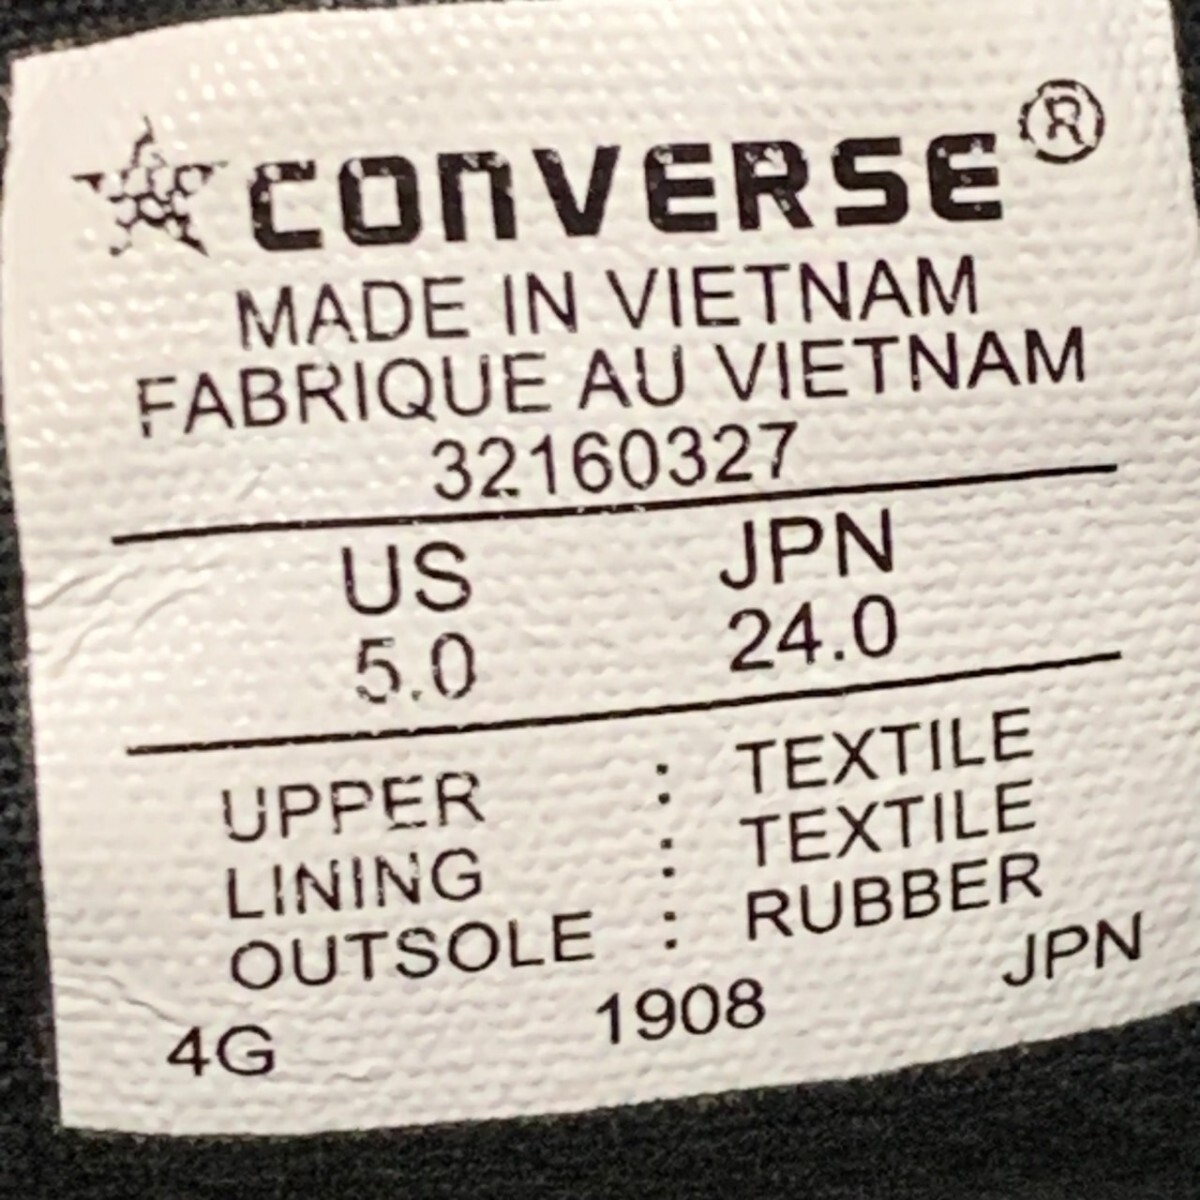 CONVERSE®
MADE IN VIETNAM
FABRIQUE AU VIETNAM
32160327
US JPN
5.0 24.0
UPPER : TEXTILE
LINING : TEXTILE
OUTSOLE : RUBBER
4G 1908 JPN